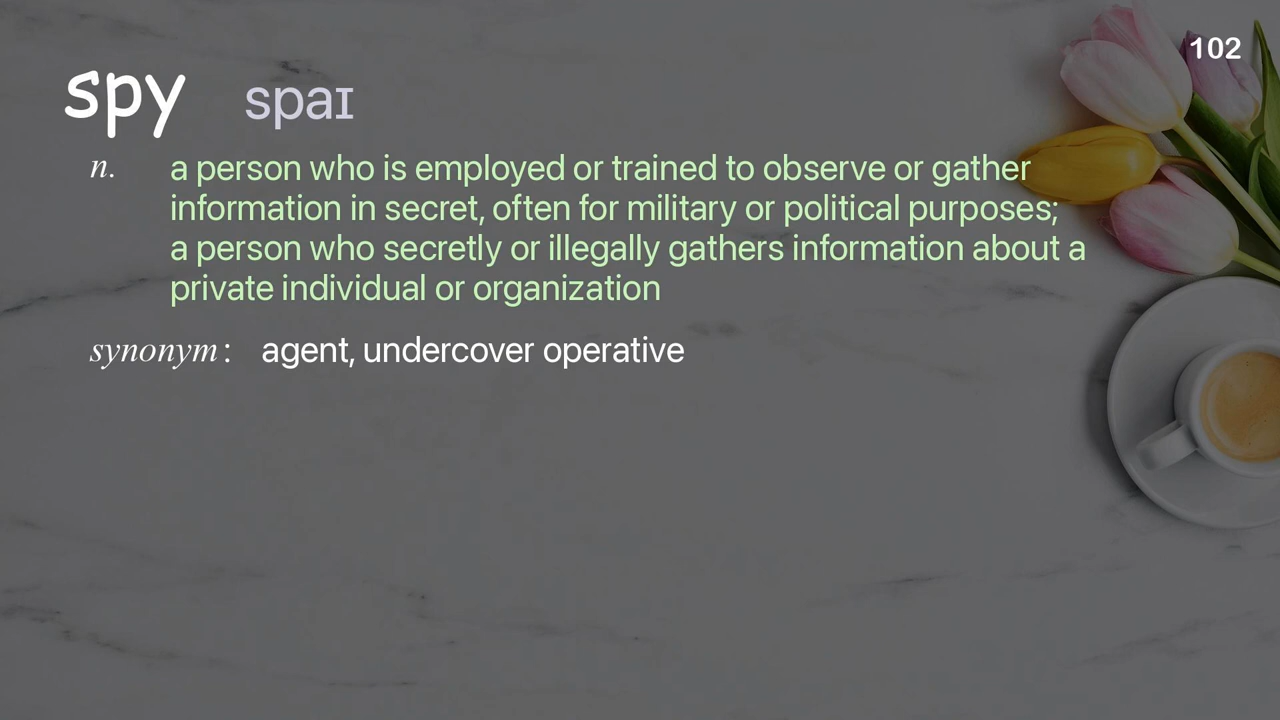 102
spy spaɪ
n. a person who is employed or trained to observe or gather
information in secret, often for military or political purposes;
a person who secretly or illegally gathers information about a
private individual or organization
synonym : agent, undercover operative